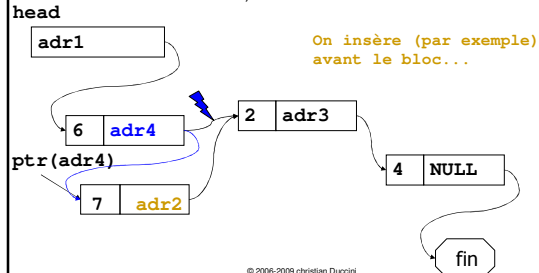 head
adr1
On insère (par exemple)
avant le bloc...
2 adr3
6 adr4
ptr(adr4)
4 NULL
7 adr2
fin
© 2006-2009 christian Duccini